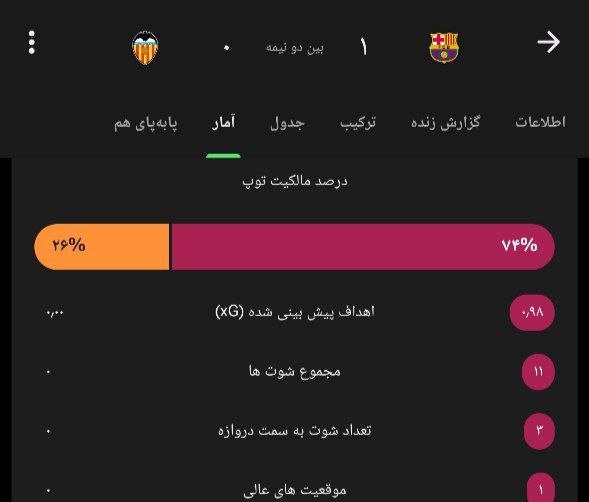 ۱ بین دو نیمه ۰
اطلاعات گزارش زنده ترکیب جدول آمار پابه‌پای هم
درصد مالکیت توپ
۷۴% ۲۶%
۰٫۹۸ اهداف پیش بینی شده (xG) ۰٫۰۰
۱۱ مجموع شوت ها ۰
۳ تعداد شوت به سمت دروازه ۰
۱ موقعیت های عالی ۰